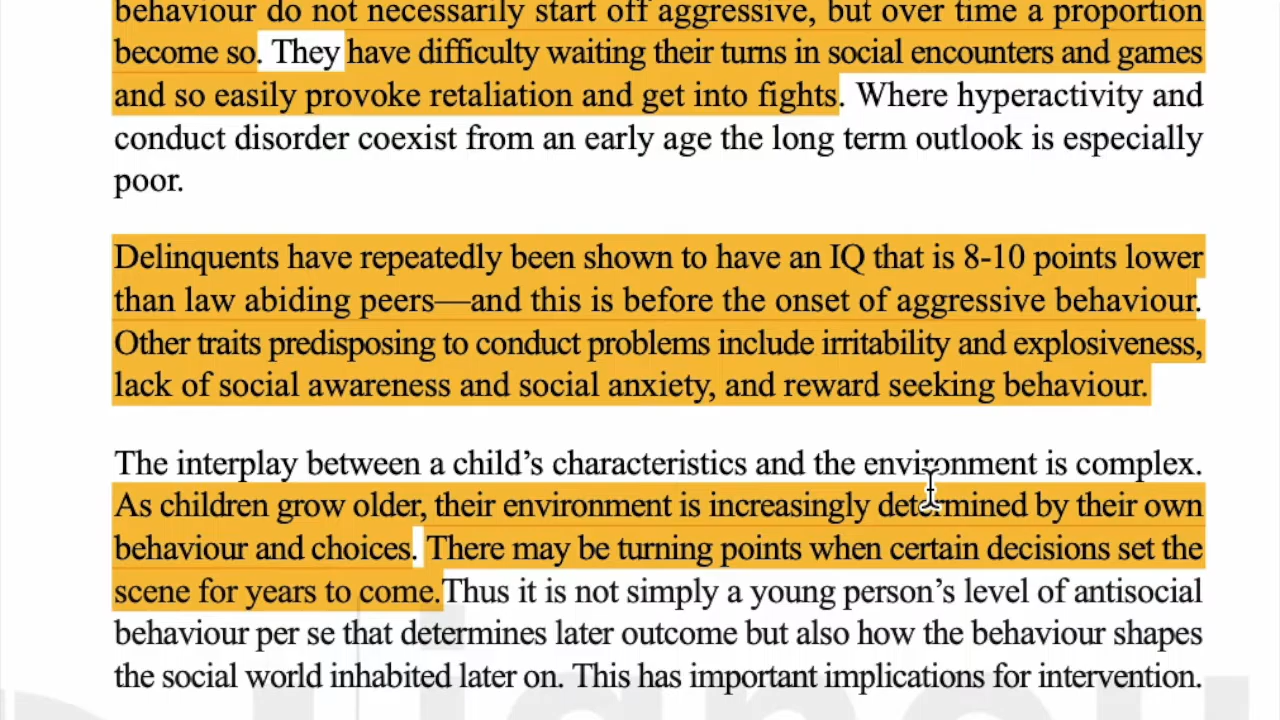 behaviour do not necessarily start off aggressive, but over time a proportion
become so. They have difficulty waiting their turns in social encounters and games
and so easily provoke retaliation and get into fights. Where hyperactivity and
conduct disorder coexist from an early age the long term outlook is especially
poor.
Delinquents have repeatedly been shown to have an IQ that is 8-10 points lower
than law abiding peers—and this is before the onset of aggressive behaviour.
Other traits predisposing to conduct problems include irritability and explosiveness,
lack of social awareness and social anxiety, and reward seeking behaviour.
The interplay between a child’s characteristics and the environment is complex.
As children grow older, their environment is increasingly determined by their own
behaviour and choices. There may be turning points when certain decisions set the
scene for years to come.Thus it is not simply a young person’s level of antisocial
behaviour per se that determines later outcome but also how the behaviour shapes
the social world inhabited later on. This has important implications for intervention.